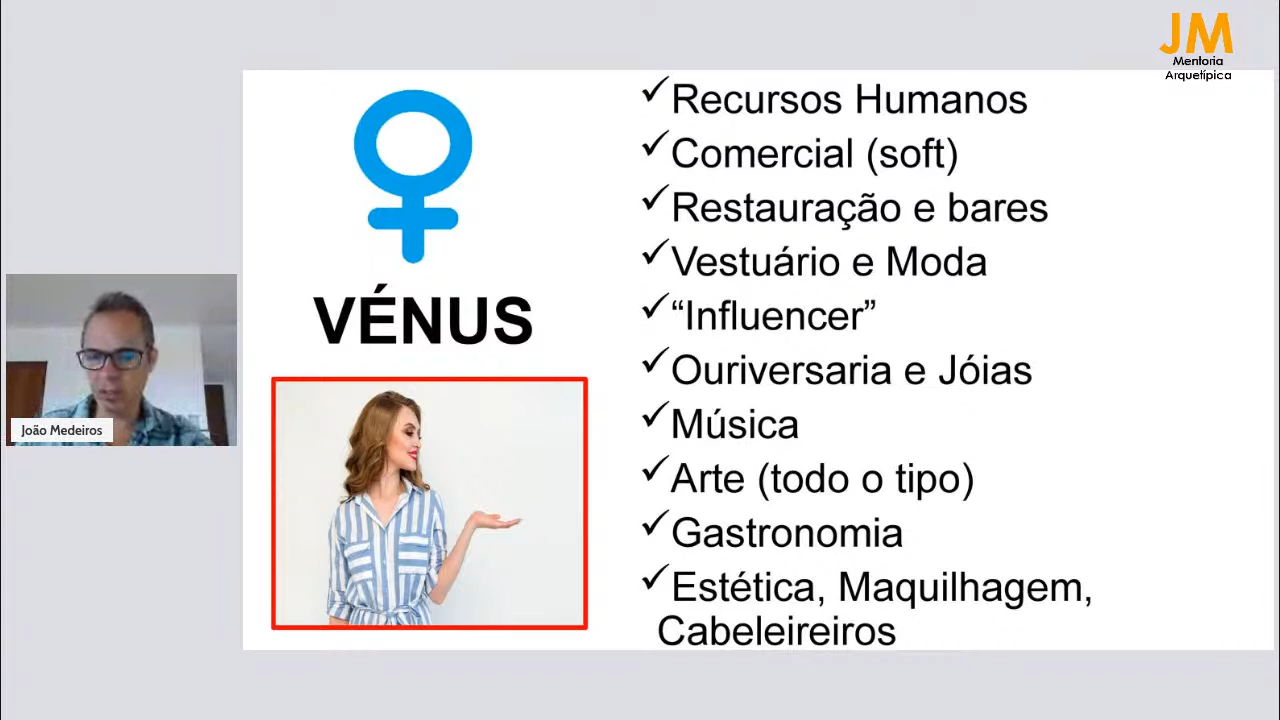 JM
Mentoria
Arquetípica
VÉNUS
João Medeiros
Recursos Humanos
Comercial (soft)
Restauração e bares
Vestuário e Moda
“Influencer”
Ouriversaria e Jóias
Música
Arte (todo o tipo)
Gastronomia
Estética, Maquilhagem,
Cabeleireiros